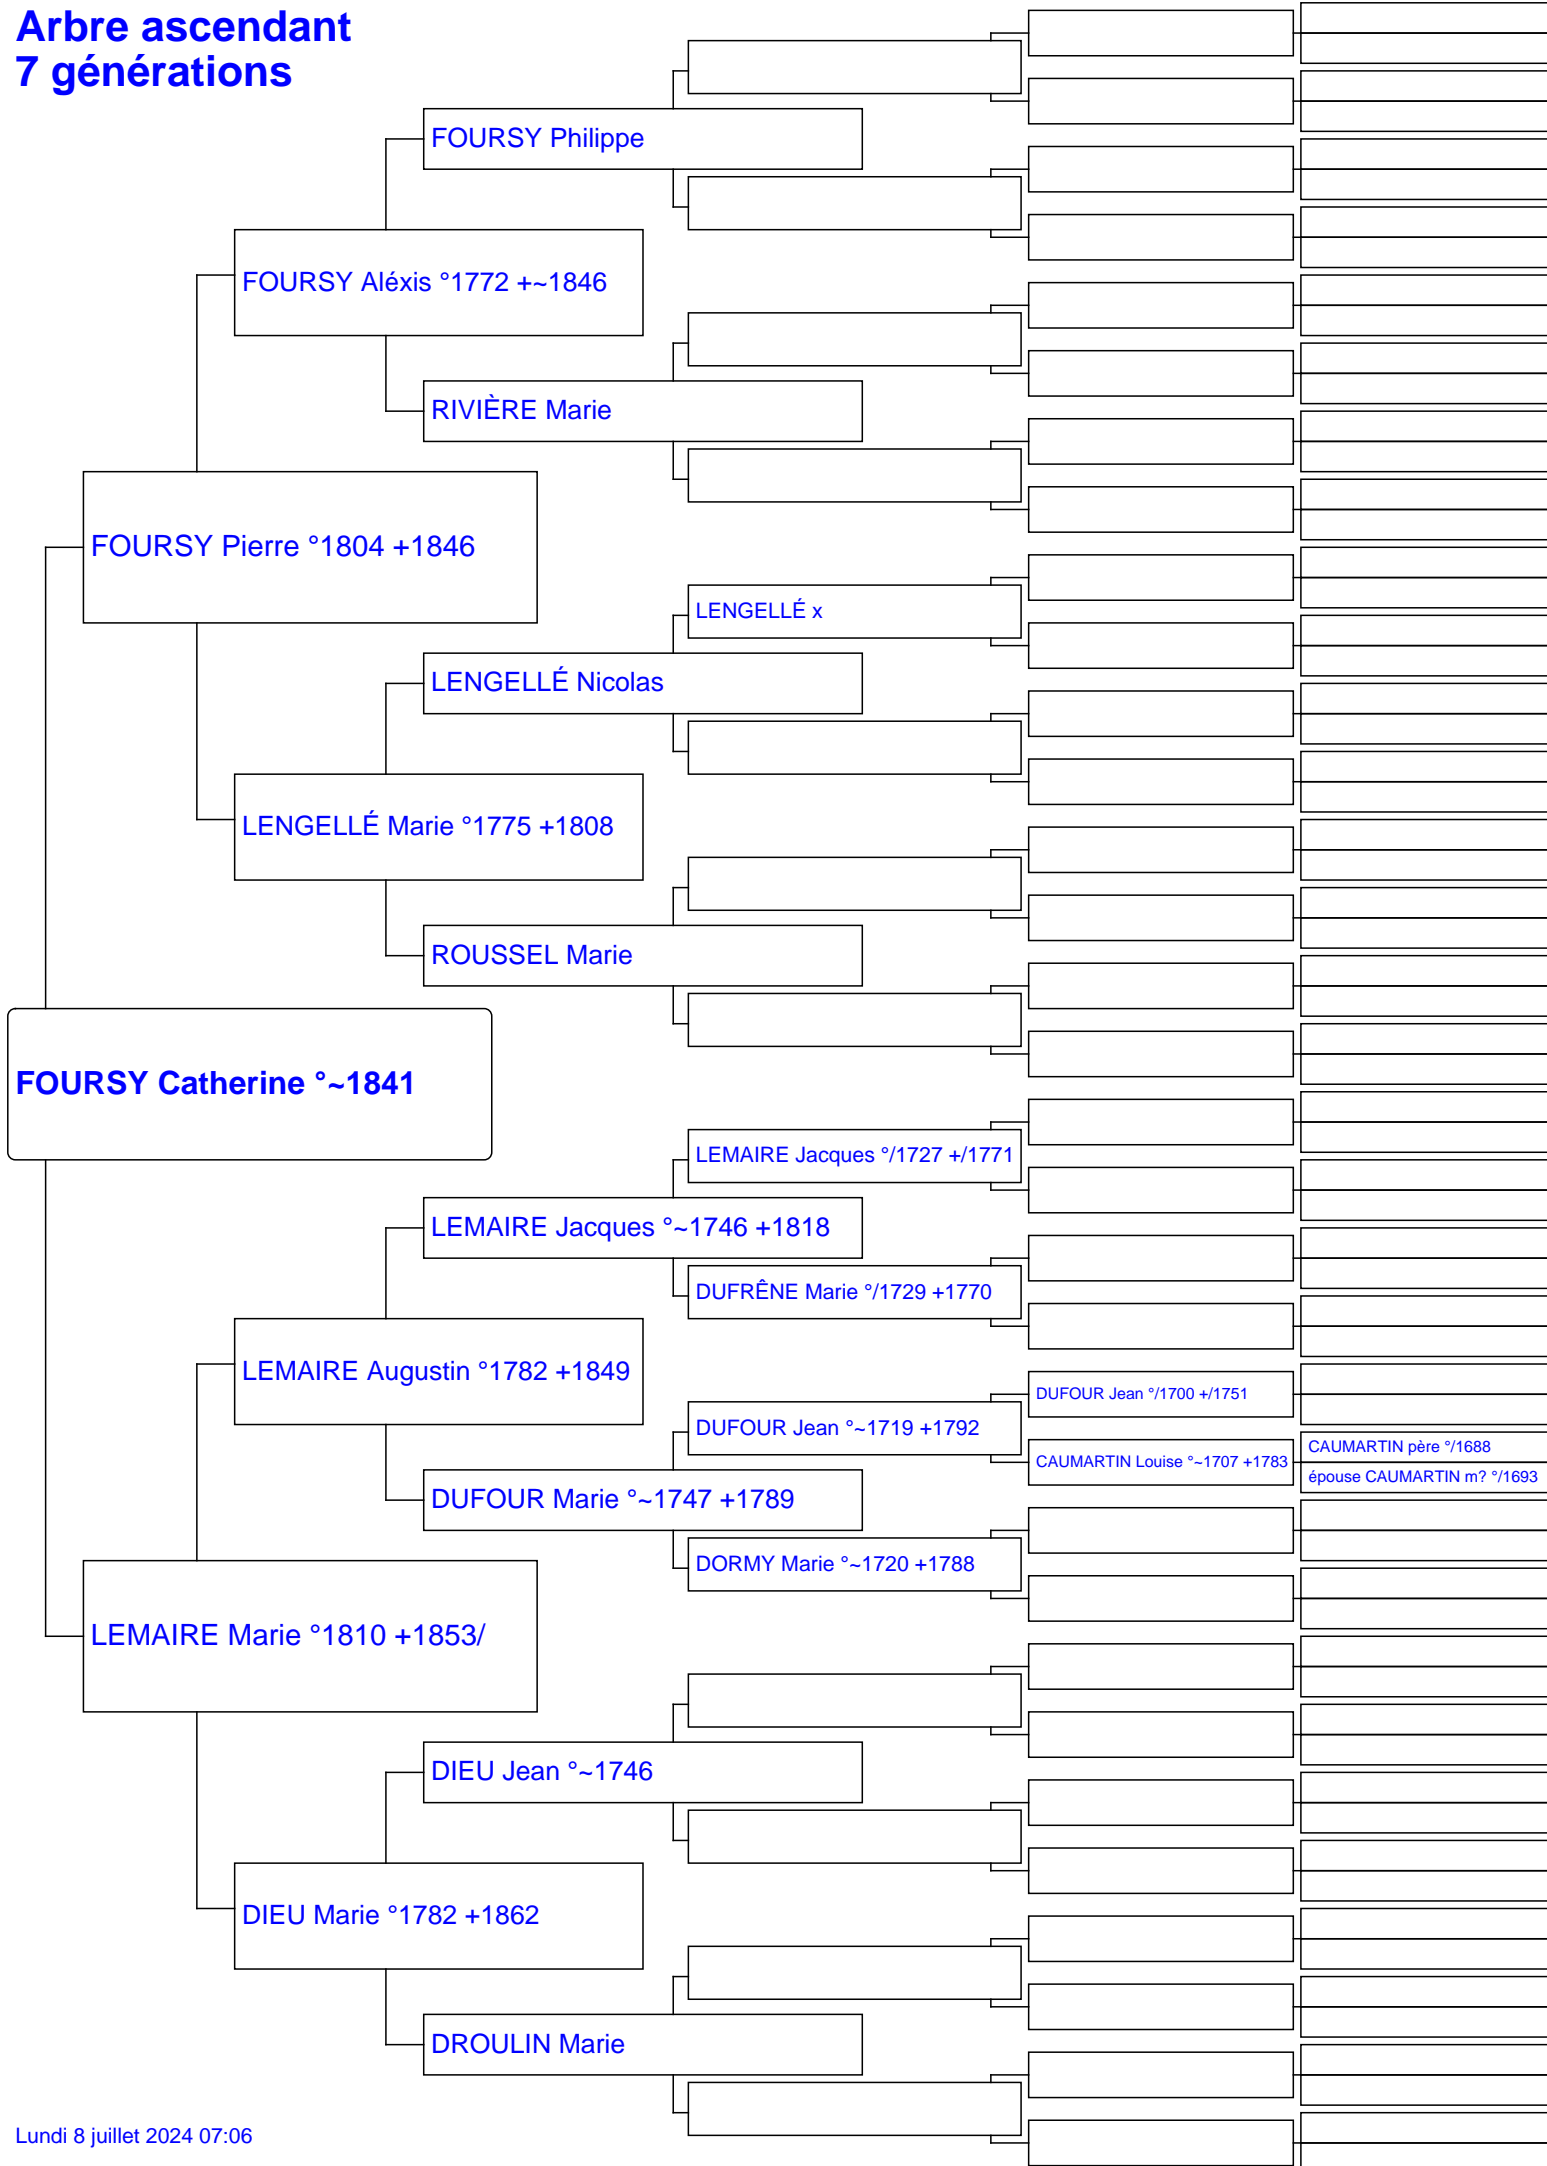 Arbre ascendant
7 générations
FOURSY Philippe
FOURSY Aléxis °1772 +~1846
RIVIÈRE Marie
FOURSY Pierre °1804 +1846
LENGELLÉ x
LENGELLÉ Nicolas
LENGELLÉ Marie °1775 +1808
ROUSSEL Marie
FOURSY Catherine °~1841
LEMAIRE Jacques °/1727 +/1771
LEMAIRE Jacques °~1746 +1818
DUFRÊNE Marie °/1729 +1770
LEMAIRE Augustin °1782 +1849
DUFOUR Jean °/1700 +/1751
DUFOUR Jean °~1719 +1792
CAUMARTIN père °/1688
CAUMARTIN Louise °~1707 +1783
épouse CAUMARTIN m? °/1693
DUFOUR Marie °~1747 +1789
DORMY Marie °~1720 +1788
LEMAIRE Marie °1810 +1853/
DIEU Jean °~1746
DIEU Marie °1782 +1862
DROULIN Marie
Lundi 8 juillet 2024 07:06